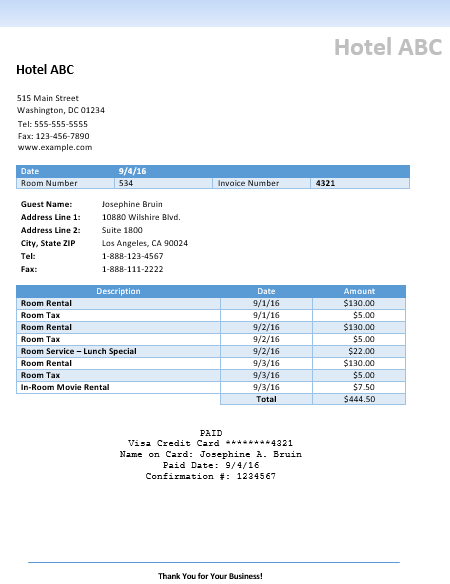 Hotel ABC
Hotel ABC
515 Main Street
Washington, DC 01234
Tel: 555-555-5555
Fax: 123-456-7890
www.example.com
Date 9/4/16
Room Number 534 Invoice Number 4321
Guest Name: Josephine Bruin
Address Line 1: 10880 Wilshire Blvd.
Address Line 2: Suite 1800
City, State ZIP Los Angeles, CA 90024
Tel: 1-888-123-4567
Fax: 1-888-111-2222
Description Date Amount
Room Rental 9/1/16 $130.00
Room Tax 9/1/16 $5.00
Room Rental 9/2/16 $130.00
Room Tax 9/2/16 $5.00
Room Service – Lunch Special 9/2/16 $22.00
Room Rental 9/3/16 $130.00
Room Tax 9/3/16 $5.00
In-Room Movie Rental 9/3/16 $7.50
Total $444.50
PAID
Visa Credit Card ********4321
Name on Card: Josephine A. Bruin
Paid Date: 9/4/16
Confirmation #: 1234567
Thank You for Your Business!